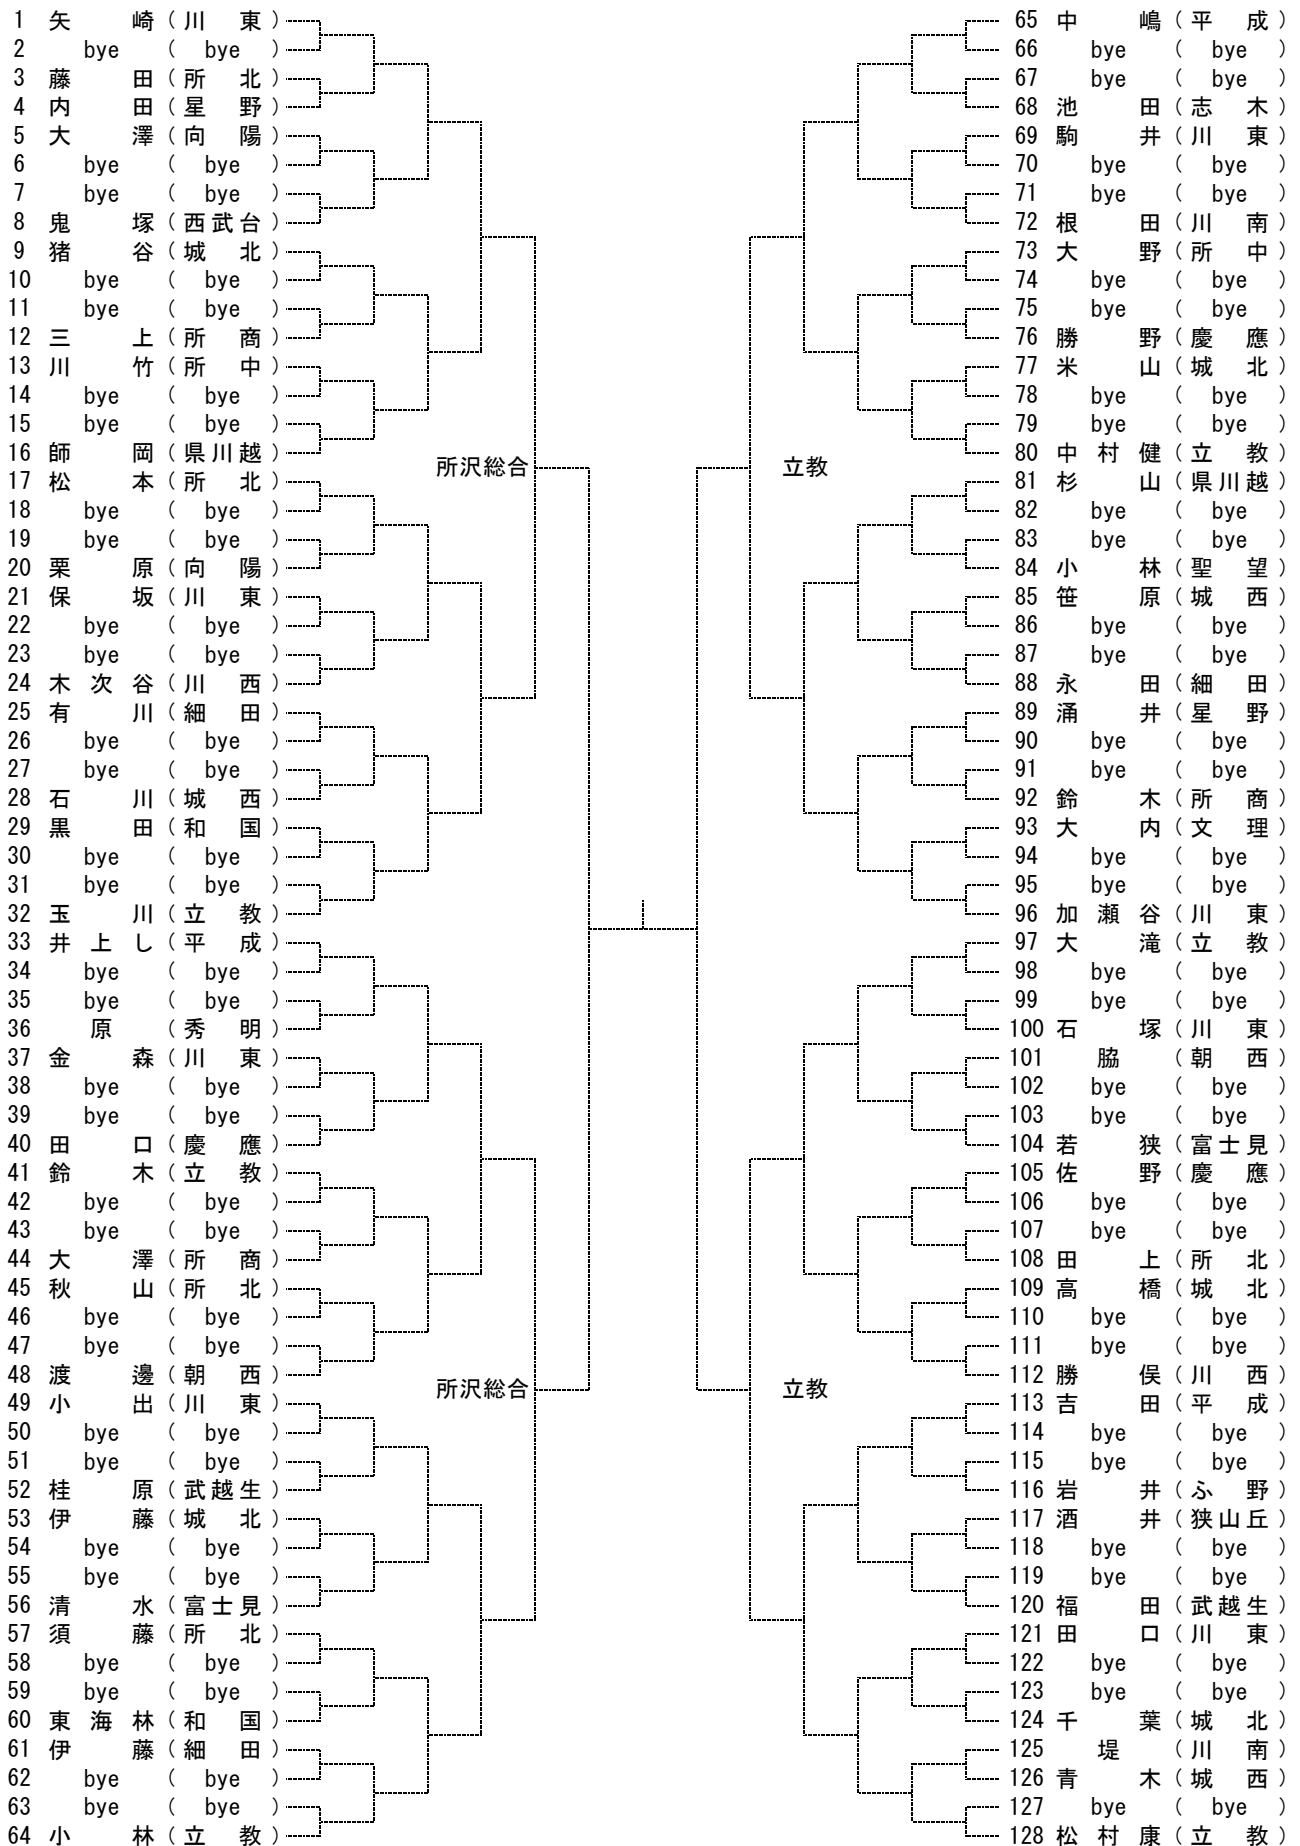 1 矢崎（川東）
2 bye （ bye ）
3 藤田（所北）
4 内田（星野）
5 大澤（向陽）
6 bye （ bye ）
7 bye （ bye ）
8 鬼塚（西武台）
9 猪谷（城北）
10 bye （ bye ）
11 bye （ bye ）
12 三上（所商）
13 川竹（所中）
14 bye （ bye ）
15 bye （ bye ）
16 師岡（県川越）
17 松本（所北）
18 bye （ bye ）
19 bye （ bye ）
20 栗原（向陽）
21 保坂（川東）
22 bye （ bye ）
23 bye （ bye ）
24 木次谷（川西）
25 有川（細田）
26 bye （ bye ）
27 bye （ bye ）
28 石川（城西）
29 黒田（和国）
30 bye （ bye ）
31 bye （ bye ）
32 玉川（立教）
33 井上し（平成）
34 bye （ bye ）
35 bye （ bye ）
36 原（秀明）
37 金森（川東）
38 bye （ bye ）
39 bye （ bye ）
40 田口（慶應）
41 鈴木（立教）
42 bye （ bye ）
43 bye （ bye ）
44 大澤（所商）
45 秋山（所北）
46 bye （ bye ）
47 bye （ bye ）
48 渡邊（朝西）
49 小出（川東）
50 bye （ bye ）
51 bye （ bye ）
52 桂原（武越生）
53 伊藤（城北）
54 bye （ bye ）
55 bye （ bye ）
56 清水（富士見）
57 須藤（所北）
58 bye （ bye ）
59 bye （ bye ）
60 東海林（和国）
61 伊藤（細田）
62 bye （ bye ）
63 bye （ bye ）
64 小林（立教）
所沢総合
所沢総合
立教
立教
65 中嶋（平成）
66 bye （ bye ）
67 bye （ bye ）
68 池田（志木）
69 駒井（川東）
70 bye （ bye ）
71 bye （ bye ）
72 根田（川南）
73 大野（所中）
74 bye （ bye ）
75 bye （ bye ）
76 勝野（慶應）
77 米山（城北）
78 bye （ bye ）
79 bye （ bye ）
80 中村健（立教）
81 杉山（県川越）
82 bye （ bye ）
83 bye （ bye ）
84 小林（聖望）
85 笹原（城西）
86 bye （ bye ）
87 bye （ bye ）
88 永田（細田）
89 涌井（星野）
90 bye （ bye ）
91 bye （ bye ）
92 鈴木（所商）
93 大内（文理）
94 bye （ bye ）
95 bye （ bye ）
96 加瀬谷（川東）
97 大滝（立教）
98 bye （ bye ）
99 bye （ bye ）
100 石塚（川東）
101 脇（朝西）
102 bye （ bye ）
103 bye （ bye ）
104 若狭（富士見）
105 佐野（慶應）
106 bye （ bye ）
107 bye （ bye ）
108 田上（所北）
109 高橋（城北）
110 bye （ bye ）
111 bye （ bye ）
112 勝俣（川西）
113 吉田（平成）
114 bye （ bye ）
115 bye （ bye ）
116 岩井（ふ野）
117 酒井（狭山丘）
118 bye （ bye ）
119 bye （ bye ）
120 福田（武越生）
121 田口（川東）
122 bye （ bye ）
123 bye （ bye ）
124 千葉（城北）
125 堤（川南）
126 青木（城西）
127 bye （ bye ）
128 松村康（立教）